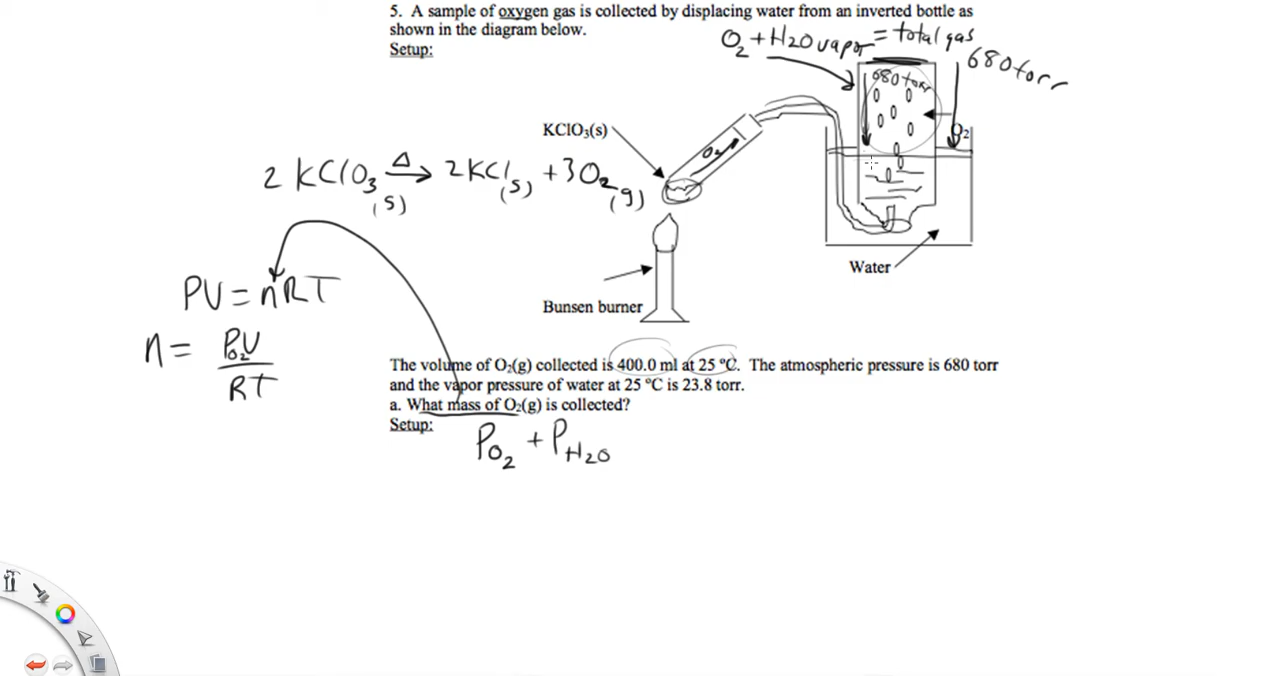 5. A sample of oxygen gas is collected by displacing water from an inverted bottle as
shown in the diagram below.
Setup:
O2 + H2O vapor = total gas
680 torr
680 torr
O2
KClO3(s)
O2
2 KClO3 (s) Δ→ 2 KCl (s) + 3 O2 (g)
Water
PV = nRT
Bunsen burner
n = PO2V / RT
The volume of O2(g) collected is 400.0 ml at 25 °C. The atmospheric pressure is 680 torr
and the vapor pressure of water at 25 °C is 23.8 torr.
a. What mass of O2(g) is collected?
Setup:
PO2 + PH2O